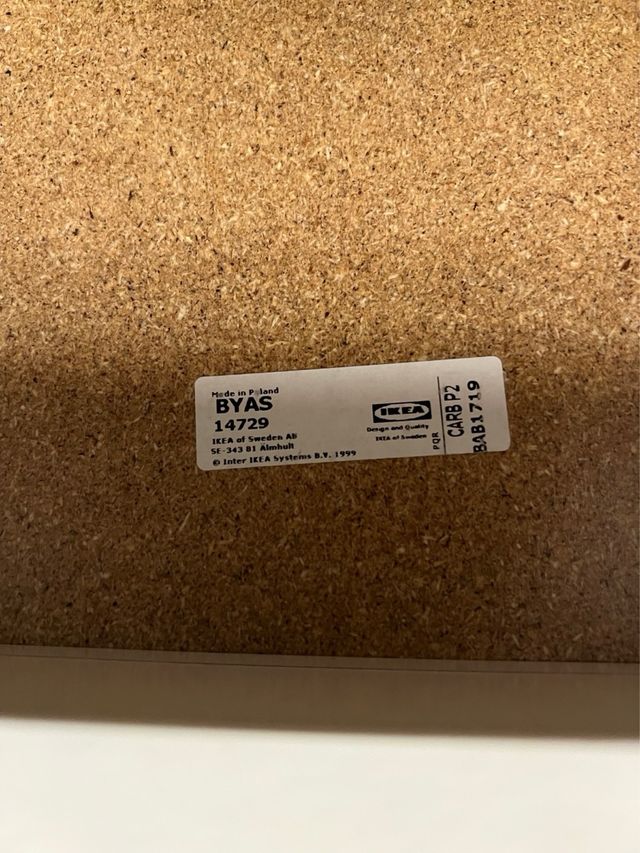 Made in Poland
BYAS
14729
IKEA of Sweden AB
SE-343 81 Älmhult
© Inter IKEA Systems B.V. 1999
IKEA
Design and Quality
IKEA of Sweden
PQR
CARB P2
BAB1719